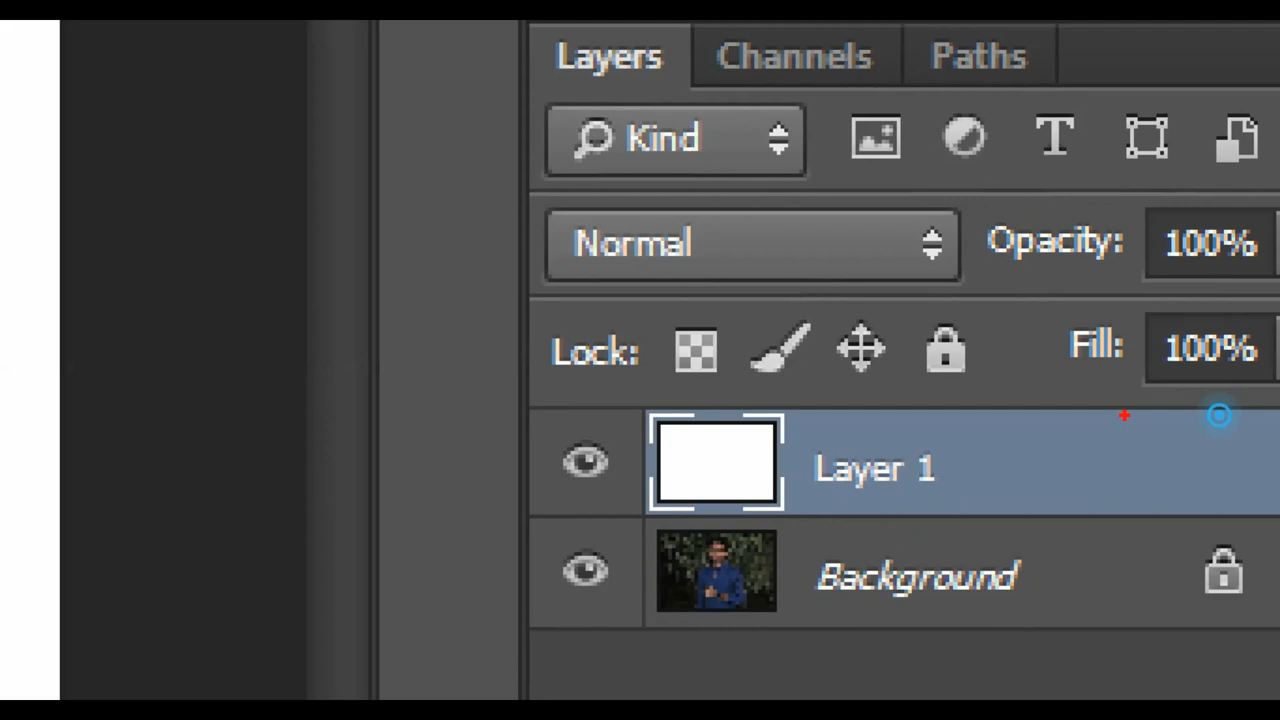 Layers Channels Paths
Kind T
Normal Opacity: 100%
Lock: Fill: 100%
Layer 1
Background